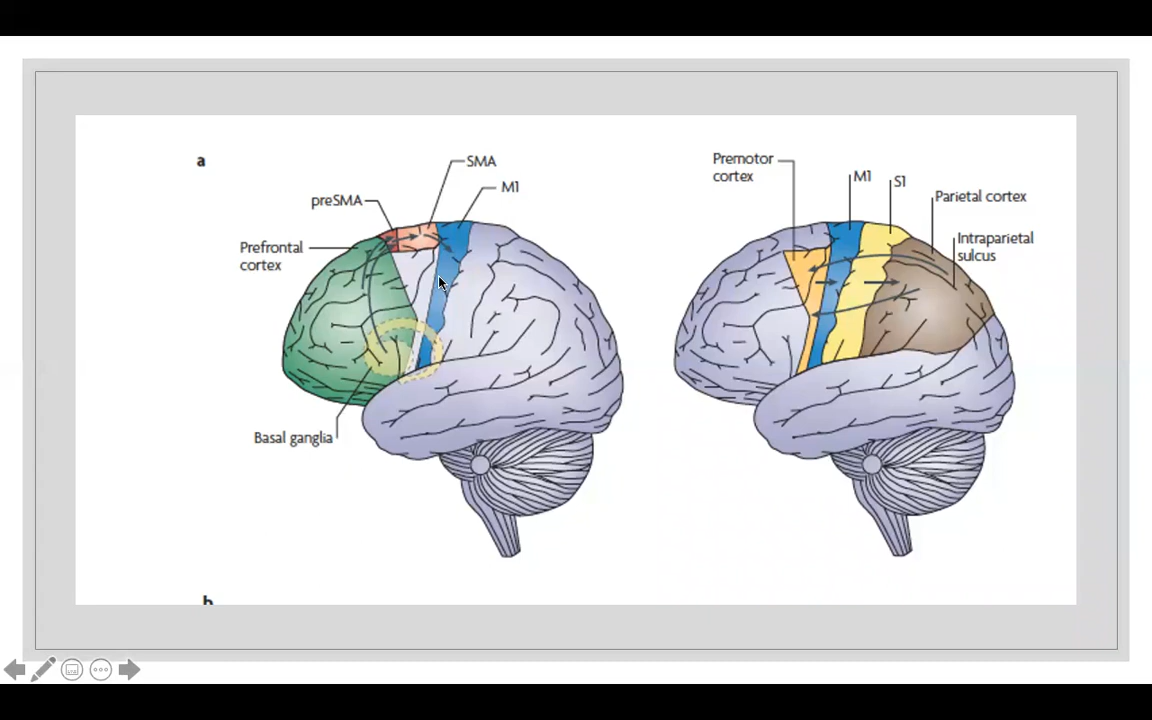 a
SMA
M1
preSMA
Prefrontal
cortex
Basal ganglia
Premotor
cortex
M1
S1
Parietal cortex
Intraparietal
sulcus
b